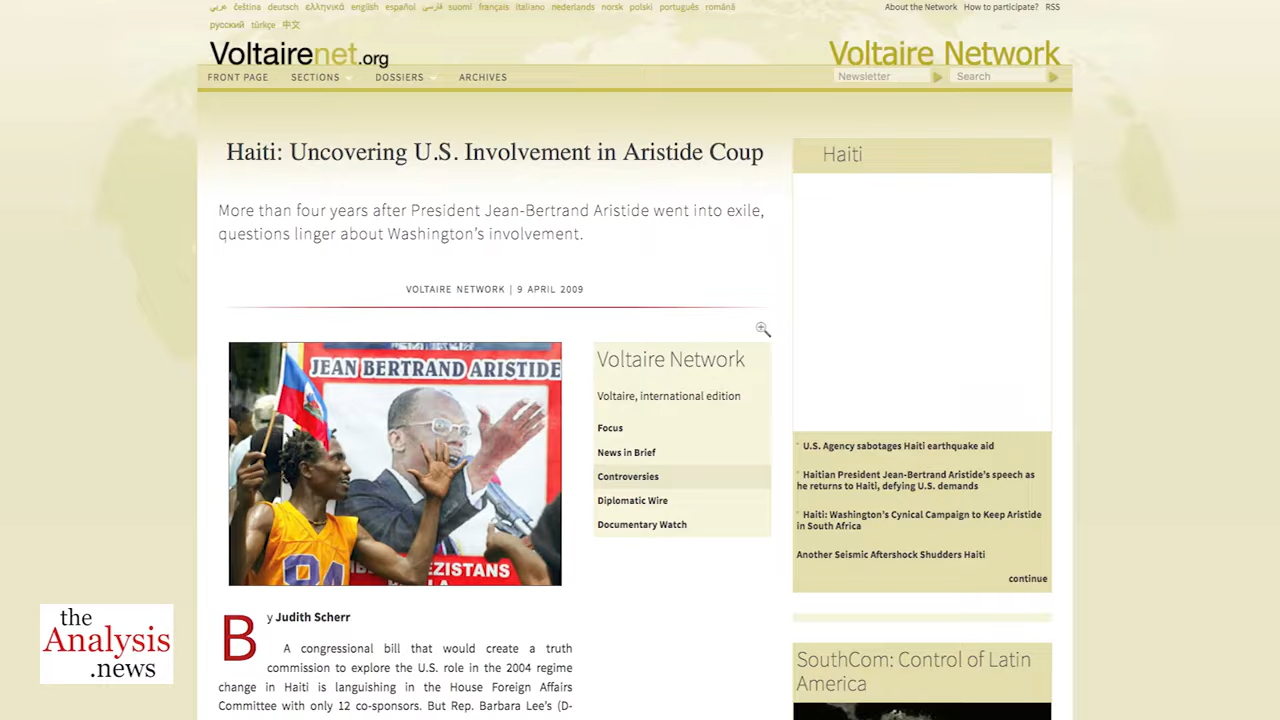 عربي čeština deutsch ελληνικά english español فارسی suomi français italiano nederlands norsk polski português română
русский türkçe 中文
About the Network How to participate? RSS
Voltairenet.org
Voltaire Network
FRONT PAGE SECTIONS DOSSIERS ARCHIVES
Newsletter Search
Haiti: Uncovering U.S. Involvement in Aristide Coup
More than four years after President Jean-Bertrand Aristide went into exile,
questions linger about Washington's involvement.
VOLTAIRE NETWORK | 9 APRIL 2009
JEAN BERTRAND ARISTIDE
94
By Judith Scherr
A congressional bill that would create a truth
commission to explore the U.S. role in the 2004 regime
change in Haiti is languishing in the House Foreign Affairs
Committee with only 12 co-sponsors. But Rep. Barbara Lee's (D-
Voltaire Network
Voltaire, international edition
Focus
News in Brief
Controversies
Diplomatic Wire
Documentary Watch
Haiti
U.S. Agency sabotages Haiti earthquake aid
Haitian President Jean-Bertrand Aristide's speech as
he returns to Haiti, defying U.S. demands
Haiti: Washington's Cynical Campaign to Keep Aristide
in South Africa
Another Seismic Aftershock Shudders Haiti
continue
SouthCom: Control of Latin
America
the
Analysis
.news